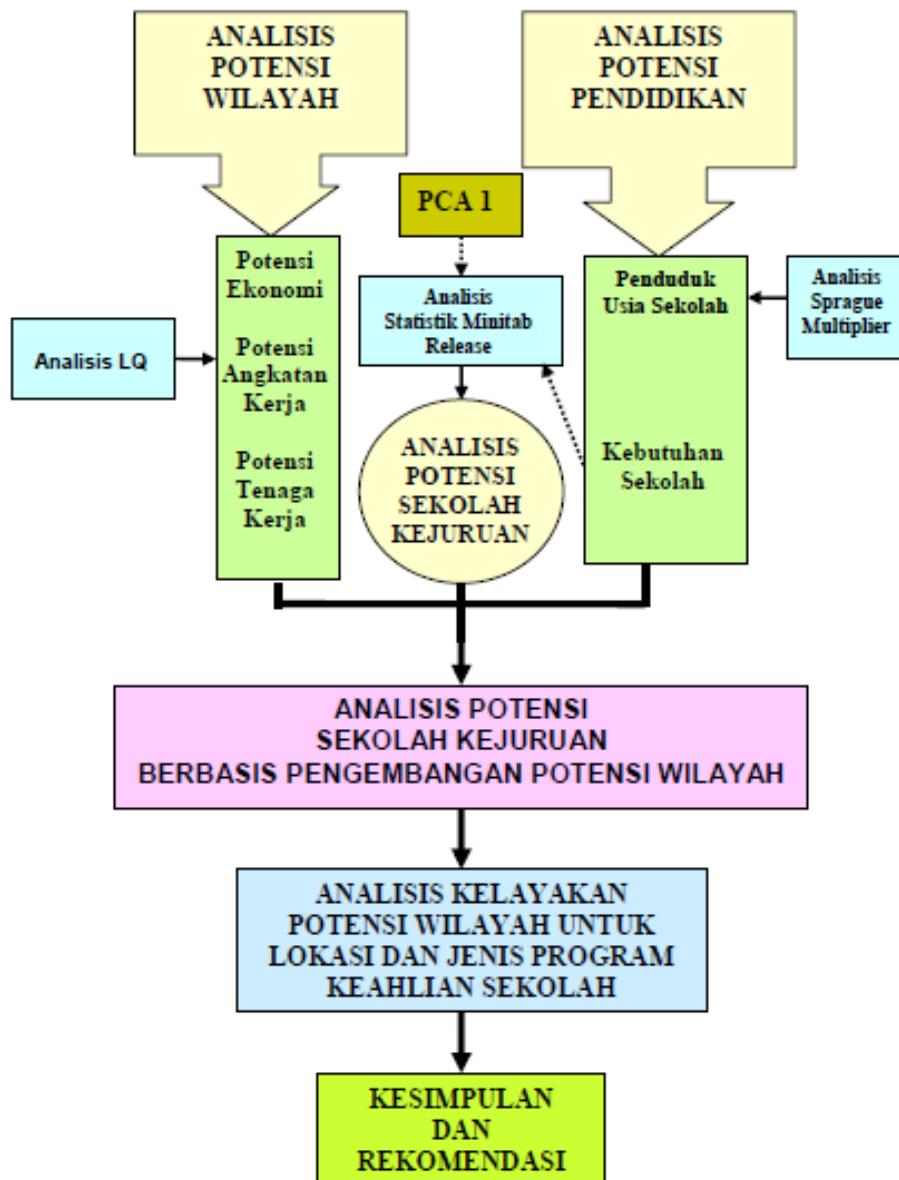 ANALISIS
POTENSI
WILAYAH
ANALISIS
POTENSI
PENDIDIKAN
PCA 1
Potensi
Ekonomi
Potensi
Angkatan
Kerja
Potensi
Tenaga
Kerja
Analisis LQ
Analisis
Statistik Minitab
Release
Penduduk
Usia Sekolah
Kebutuhan
Sekolah
Analisis
Sprague
Multiplier
ANALISIS
POTENSI
SEKOLAH
KEJURUAN
ANALISIS POTENSI
SEKOLAH KEJURUAN
BERBASIS PENGEMBANGAN POTENSI WILAYAH
ANALISIS KELAYAKAN
POTENSI WILAYAH UNTUK
LOKASI DAN JENIS PROGRAM
KEAHLIAN SEKOLAH
KESIMPULAN
DAN
REKOMENDASI